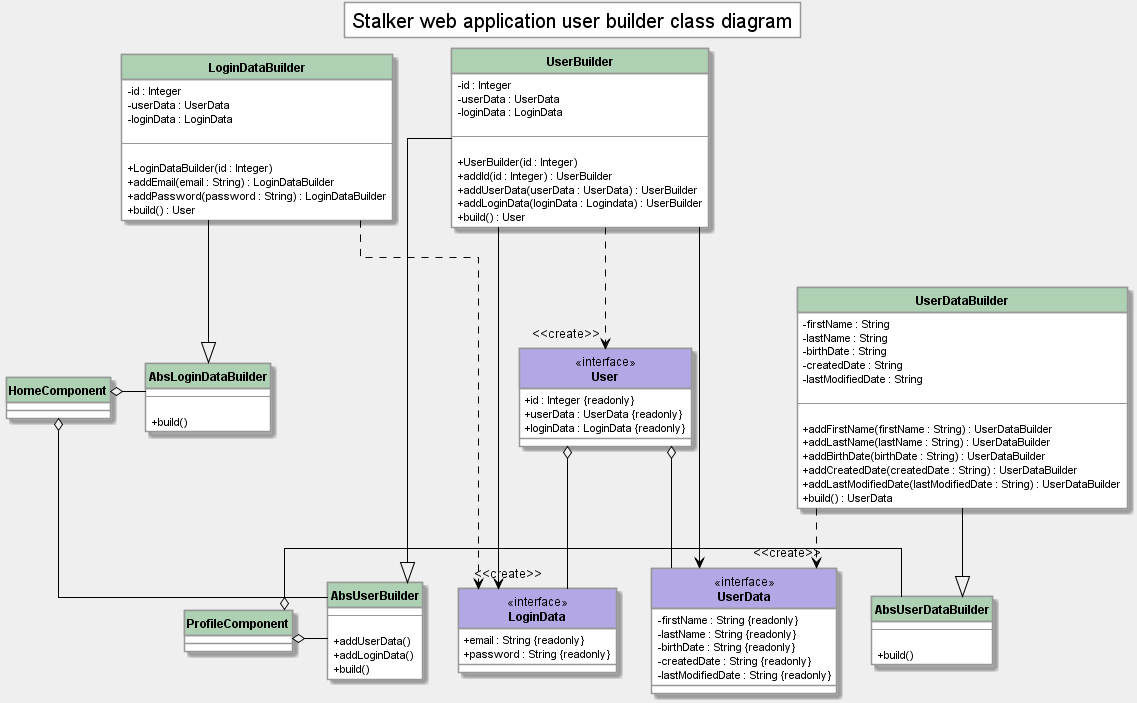 Stalker web application user builder class diagram
LoginDataBuilder
-id : Integer
-userData : UserData
-loginData : LoginData
+LoginDataBuilder(id : Integer)
+addEmail(email : String) : LoginDataBuilder
+addPassword(password : String) : LoginDataBuilder
+build() : User
UserBuilder
-id : Integer
-userData : UserData
-loginData : LoginData
+UserBuilder(id : Integer)
+addId(id : Integer) : UserBuilder
+addUserData(userData : UserData) : UserBuilder
+addLoginData(loginData : Logindata) : UserBuilder
+build() : User
UserDataBuilder
-firstName : String
-lastName : String
-birthDate : String
-createdDate : String
-lastModifiedDate : String
+addFirstName(firstName : String) : UserDataBuilder
+addLastName(lastName : String) : UserDataBuilder
+addBirthDate(birthDate : String) : UserDataBuilder
+addCreatedDate(createdDate : String) : UserDataBuilder
+addLastModifiedDate(lastModifiedDate : String) : UserDataBuilder
+build() : UserData
<<create>>
«interface»
User
+id : Integer {readonly}
+userData : UserData {readonly}
+loginData : LoginData {readonly}
HomeComponent
AbsLoginDataBuilder
+build()
<<create>>
<<create>>
ProfileComponent
AbsUserBuilder
+addUserData()
+addLoginData()
+build()
«interface»
LoginData
+email : String {readonly}
+password : String {readonly}
«interface»
UserData
-firstName : String {readonly}
-lastName : String {readonly}
-birthDate : String {readonly}
-createdDate : String {readonly}
-lastModifiedDate : String {readonly}
AbsUserDataBuilder
+build()